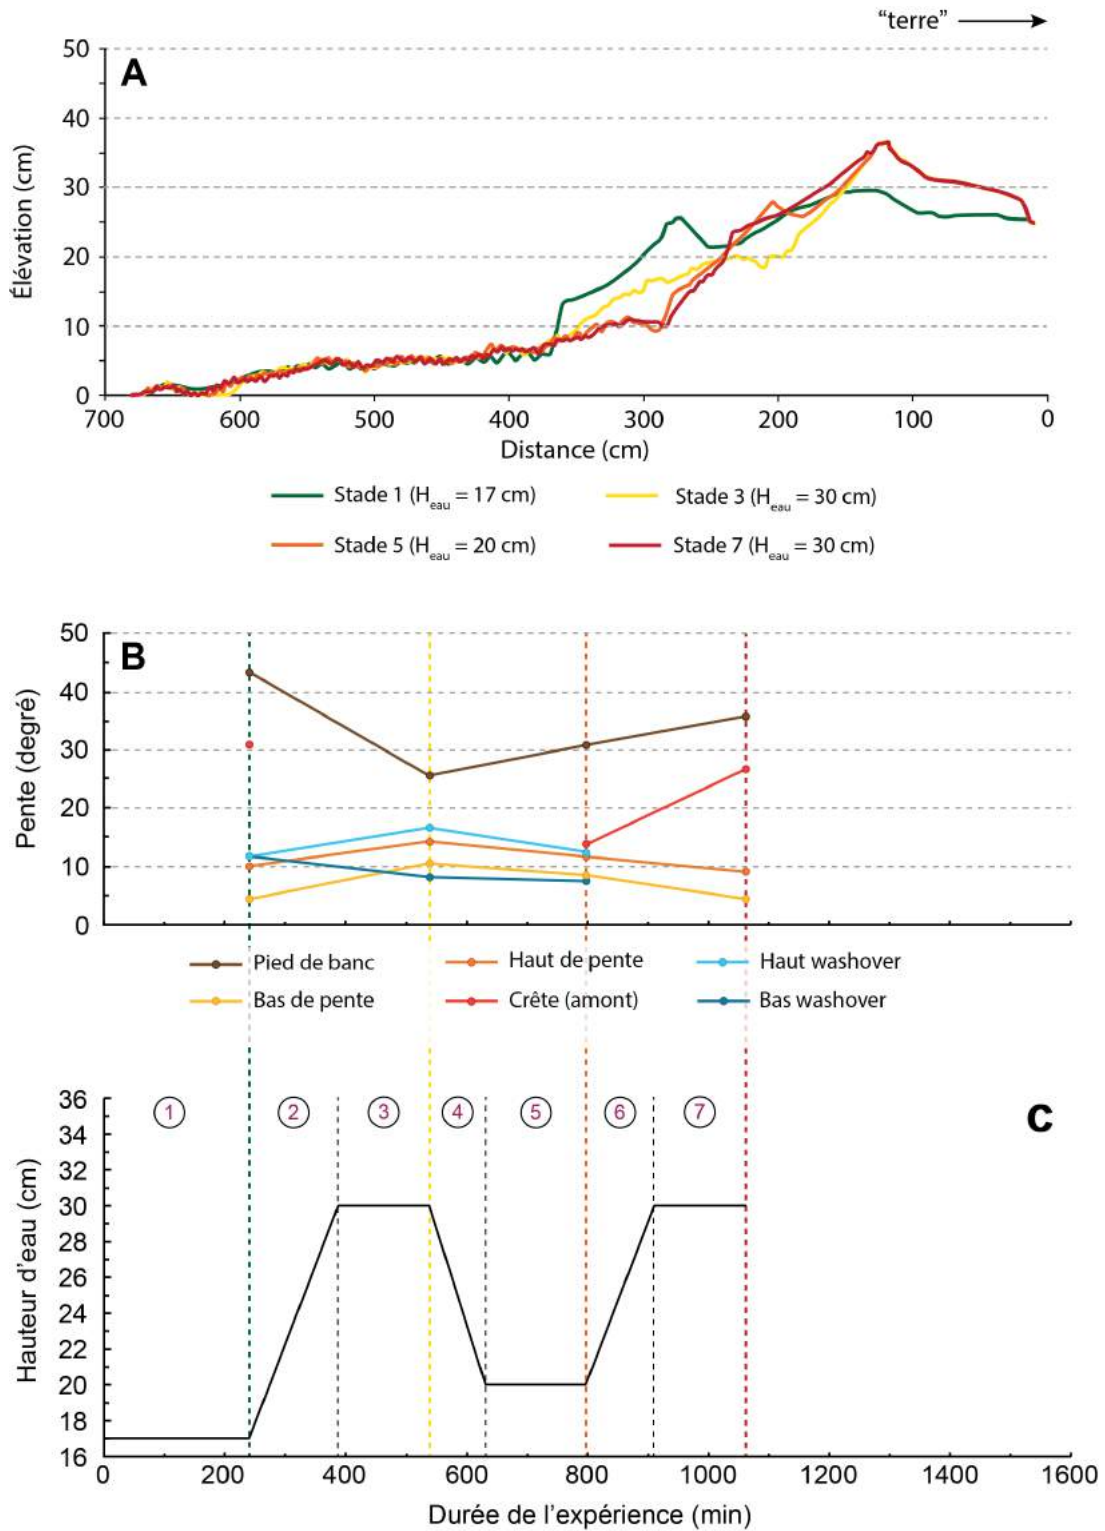 “terre”
A
50
40
30
20
10
0
Élévation (cm)
700 600 500 400 300 200 100 0
Distance (cm)
Stade 1 (Heau = 17 cm) Stade 3 (Heau = 30 cm)
Stade 5 (Heau = 20 cm) Stade 7 (Heau = 30 cm)
B
50
40
30
20
10
0
Pente (degré)
Pied de banc Haut de pente Haut washover
Bas de pente Crête (amont) Bas washover
C
1 2 3 4 5 6 7
36
34
32
30
28
26
24
22
20
18
16
Hauteur d’eau (cm)
0 200 400 600 800 1000 1200 1400 1600
Durée de l’expérience (min)